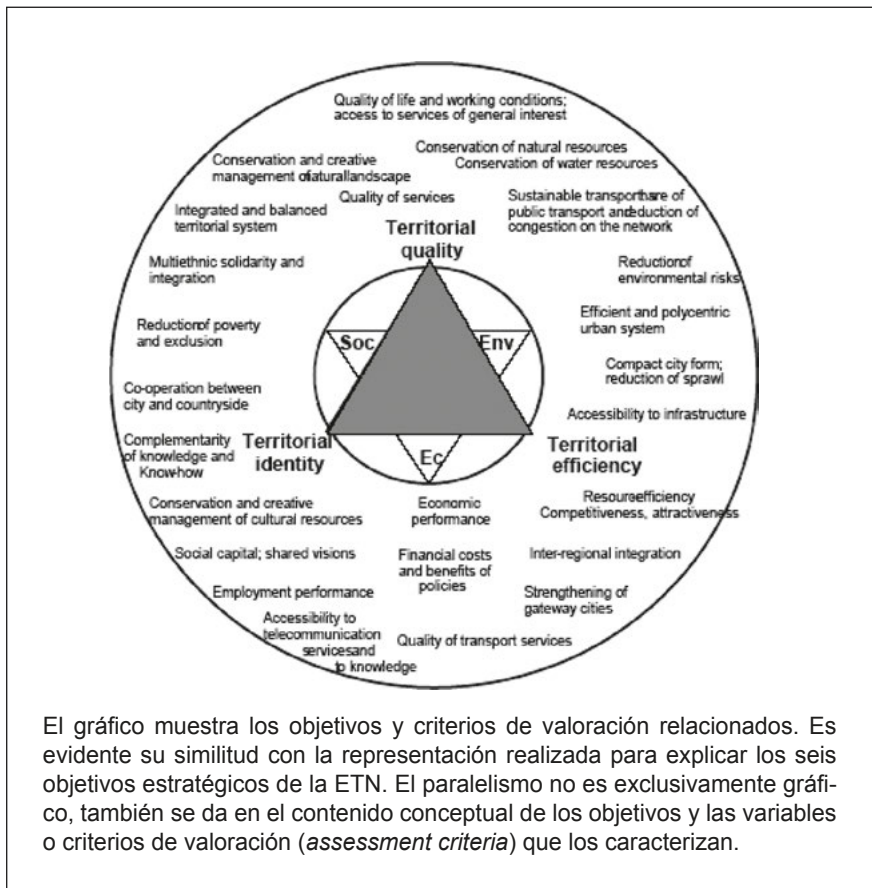 Quality of life and working conditions;
access to services of general interest
Conservation of natural resources
Conservation of water resources
Conservation and creative
management ofaturallandscape
Quality of services
Sustainable transporthare of
public transport andeduction of
congestion on the network
Integrated and balanced
territorial system
Territorial
quality
Multiethnic solidarity and
integration
Reductionof
environmental risks
Efficient and polycentric
urban system
Reductionof poverty
and exclusion
Soc
Env
Compact city form;
reduction of sprawl
Co-operation between
city and countryside
Accessibility to infrastructure
Complementarity
of knowledge and
Know-how
Territorial
identity
Ec
Territorial
efficiency
Conservation and creative
management of cultural resources
Economic
performance
Resourcefficiency
Competitiveness, attractiveness
Social capital; shared visions
Financial costs
and benefits of
policies
Inter-regional integration
Employment performance
Strengthening of
gateway cities
Accessibility to
telecommunication
servicesand
to knowledge
Quality of transport services
El gráfico muestra los objetivos y criterios de valoración relacionados. Es
evidente su similitud con la representación realizada para explicar los seis
objetivos estratégicos de la ETN. El paralelismo no es exclusivamente gráfi-
co, también se da en el contenido conceptual de los objetivos y las variables
o criterios de valoración (assessment criteria) que los caracterizan.